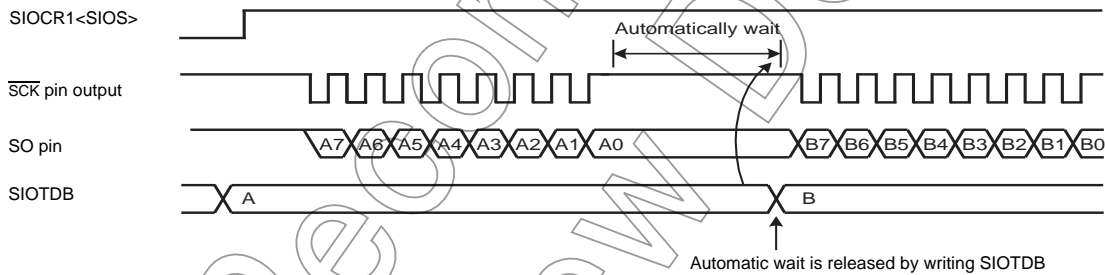 SIOCR1<SIOS>
Automatically wait
SCK pin output
SO pin
A7 A6 A5 A4 A3 A2 A1 A0 B7 B6 B5 B4 B3 B2 B1 B0
SIOTDB
A B
Automatic wait is released by writing SIOTDB